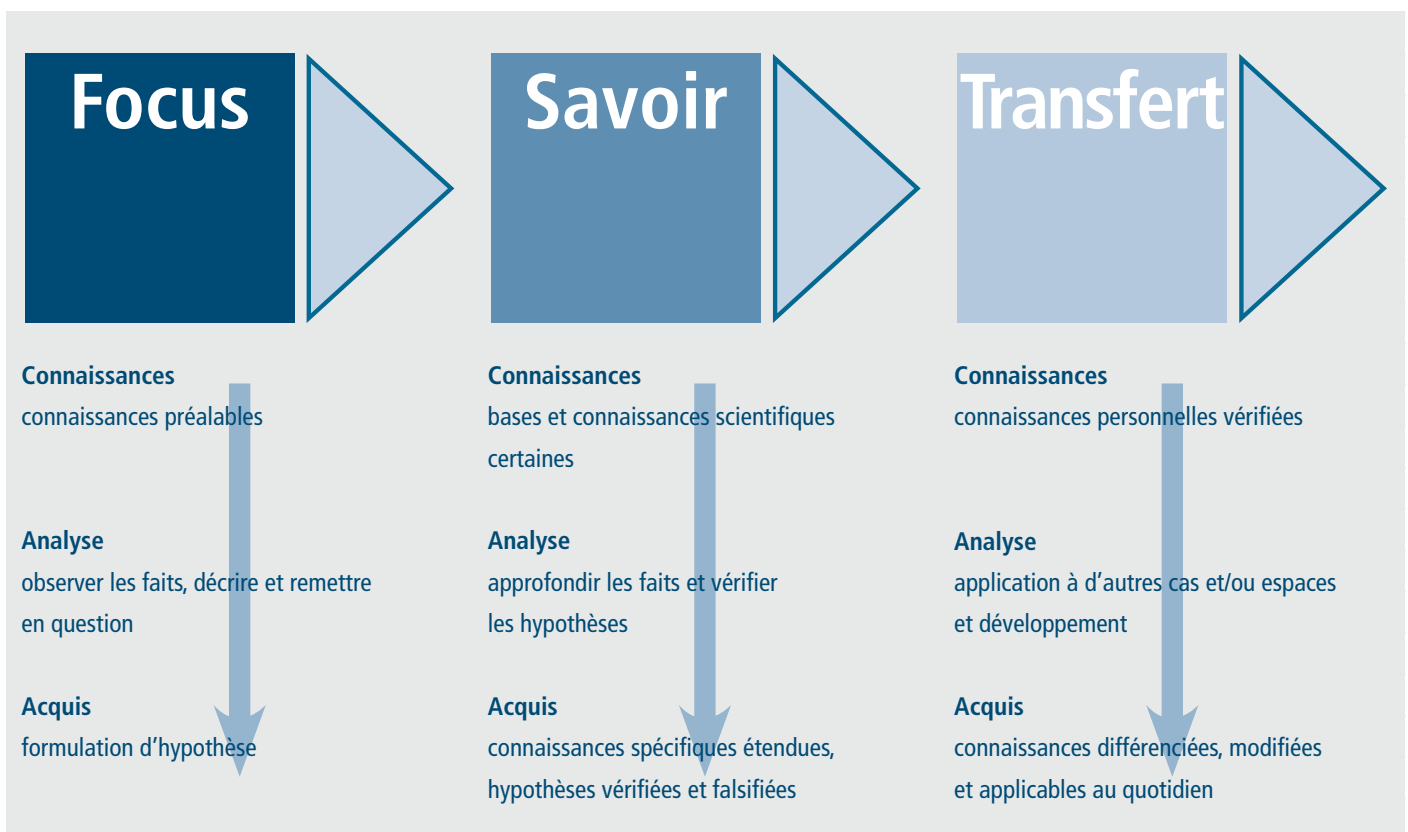 Focus
Savoir
Transfert
Connaissances
connaissances préalables
Analyse
observer les faits, décrire et remettre
en question
Acquis
formulation d’hypothèse
Connaissances
bases et connaissances scientifiques
certaines
Analyse
approfondir les faits et vérifier
les hypothèses
Acquis
connaissances spécifiques étendues,
hypothèses vérifiées et falsifiées
Connaissances
connaissances personnelles vérifiées
Analyse
application à d’autres cas et/ou espaces
et développement
Acquis
connaissances différenciées, modifiées
et applicables au quotidien